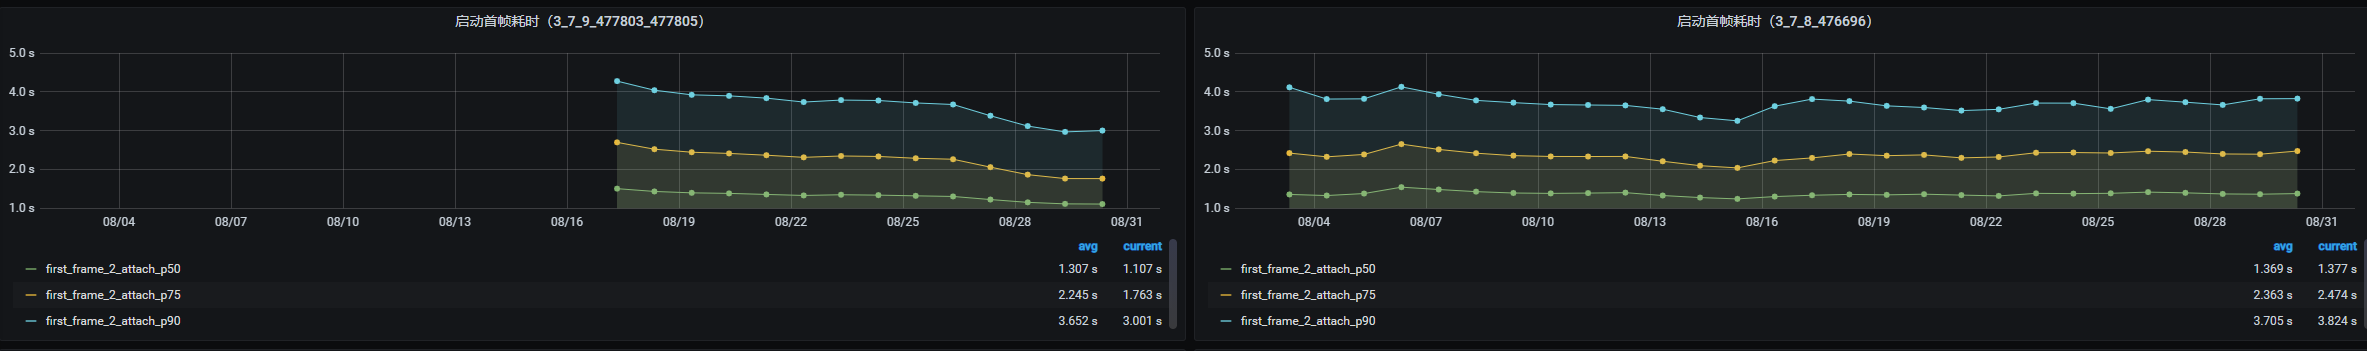 启动首帧耗时（3_7_9_477803_477805）
5.0 s
4.0 s
3.0 s
2.0 s
1.0 s
08/04 08/07 08/10 08/13 08/16 08/19 08/22 08/25 08/28 08/31
avg current
first_frame_2_attach_p50 1.307 s 1.107 s
first_frame_2_attach_p75 2.245 s 1.763 s
first_frame_2_attach_p90 3.652 s 3.001 s
启动首帧耗时（3_7_8_476696）
5.0 s
4.0 s
3.0 s
2.0 s
1.0 s
08/04 08/07 08/10 08/13 08/16 08/19 08/22 08/25 08/28 08/31
avg current
first_frame_2_attach_p50 1.369 s 1.377 s
first_frame_2_attach_p75 2.363 s 2.474 s
first_frame_2_attach_p90 3.705 s 3.824 s